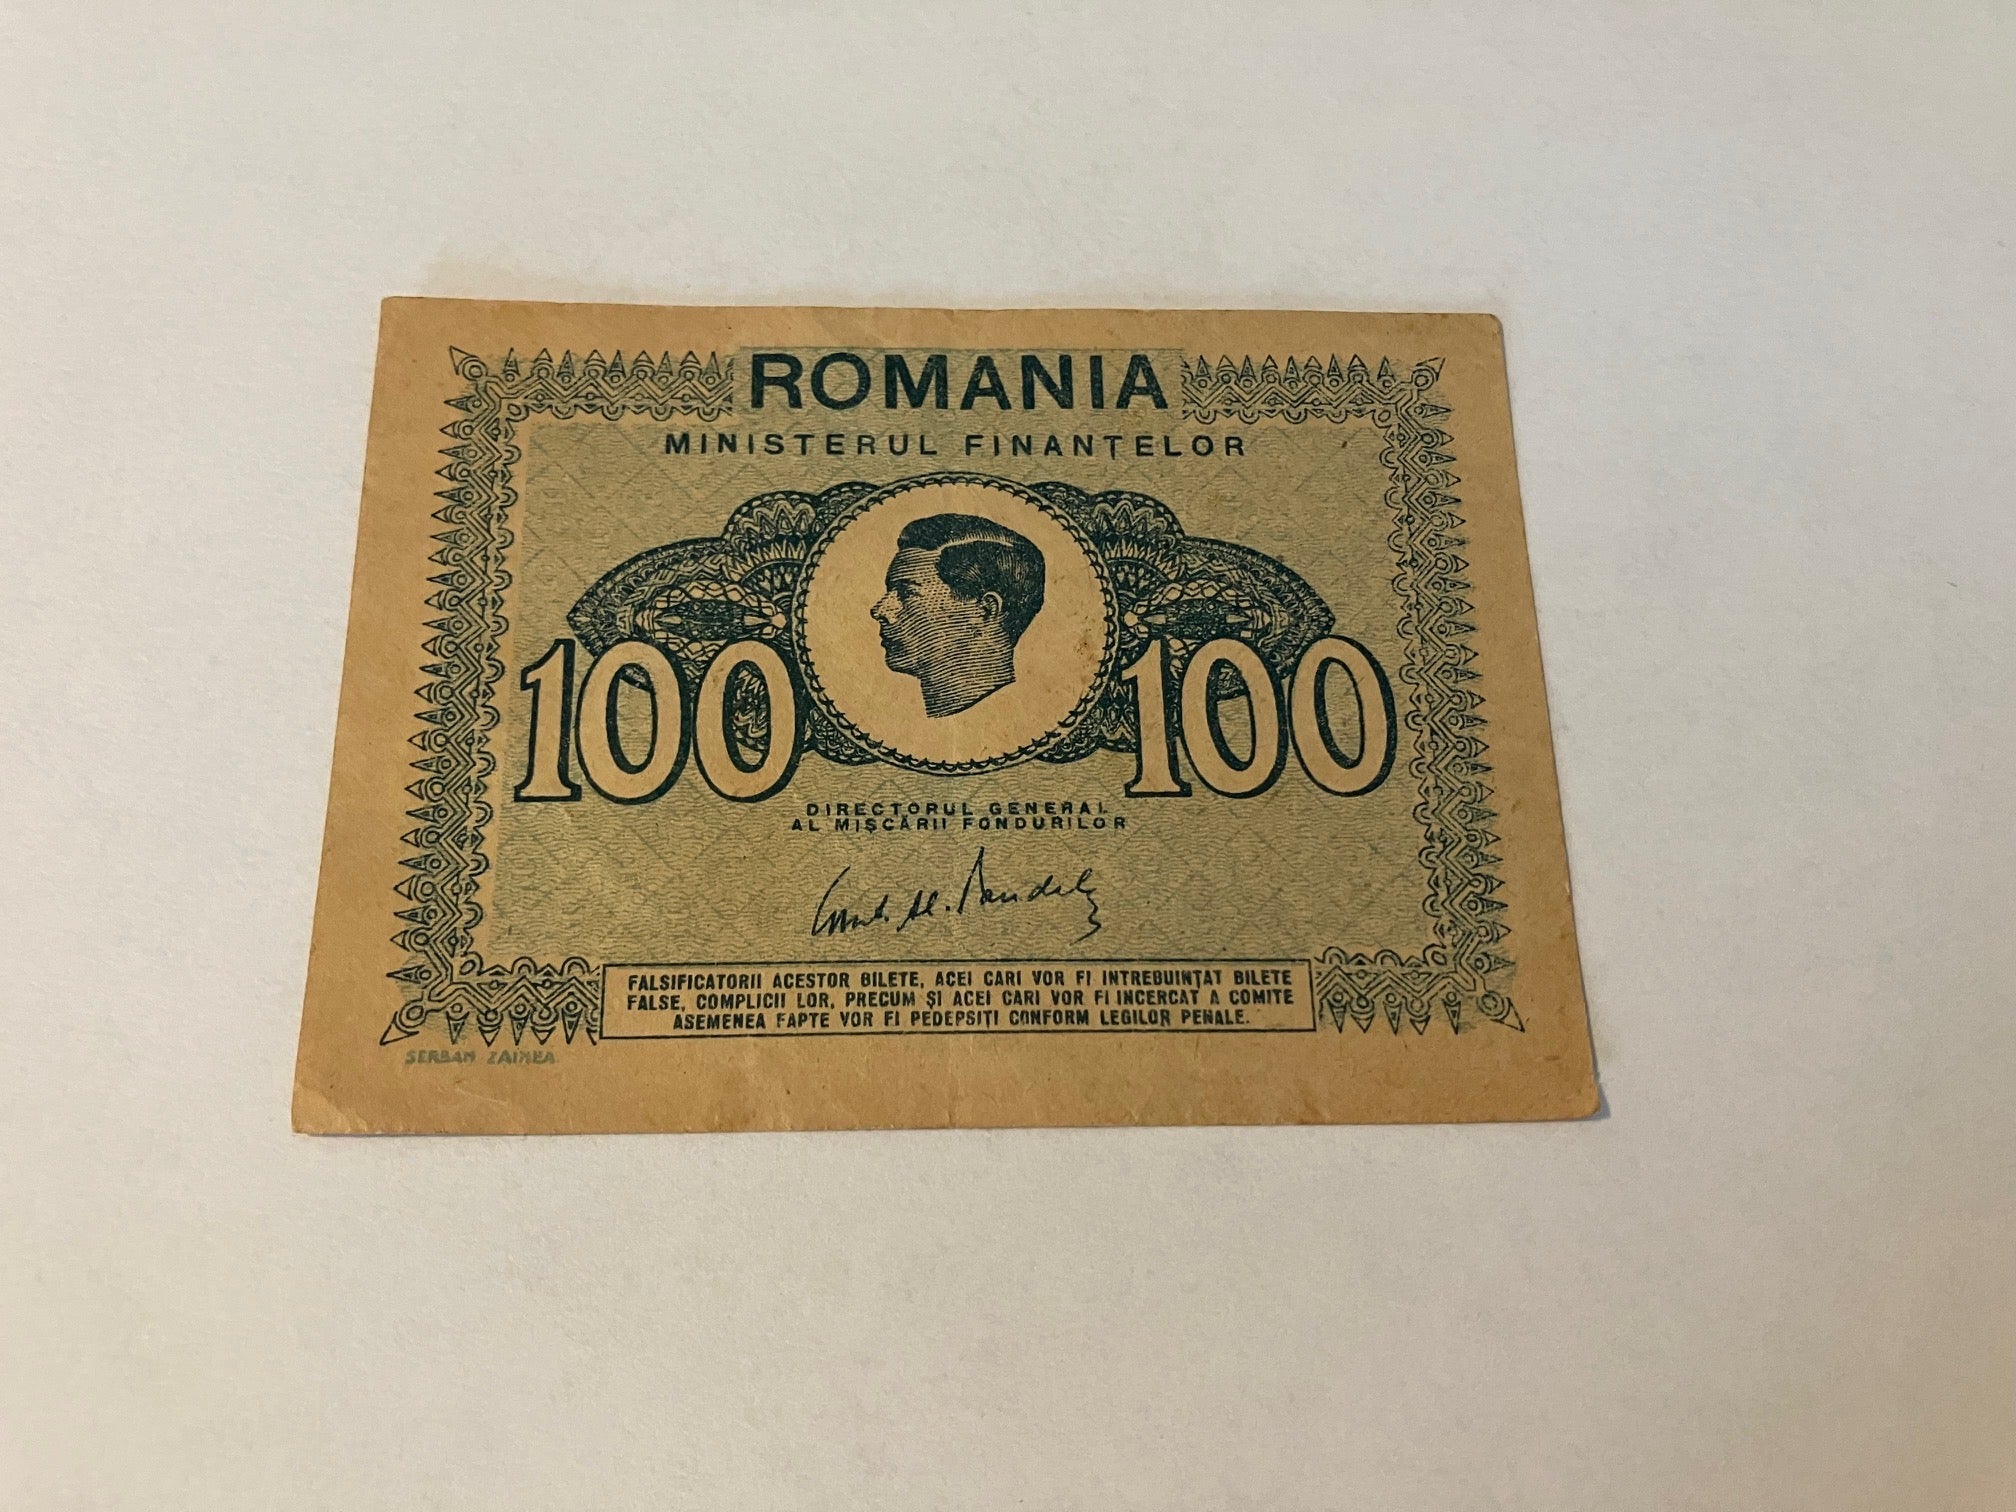 ROMANIA
MINISTERUL FINANȚELOR
100 100
DIRECTORUL GENERAL
AL MIȘCĂRII FONDURILOR
FALSIFICATORII ACESTOR BILETE, ACEI CARI VOR FI INTREBUINȚAT BILETE
FALSE, COMPLICII LOR, PRECUM ȘI ACEI CARI VOR FI INCERCAT A COMITE
ASEMENEA FAPTE VOR FI PEDEPSIȚI CONFORM LEGILOR PENALE.
SERBAN ZAINEA